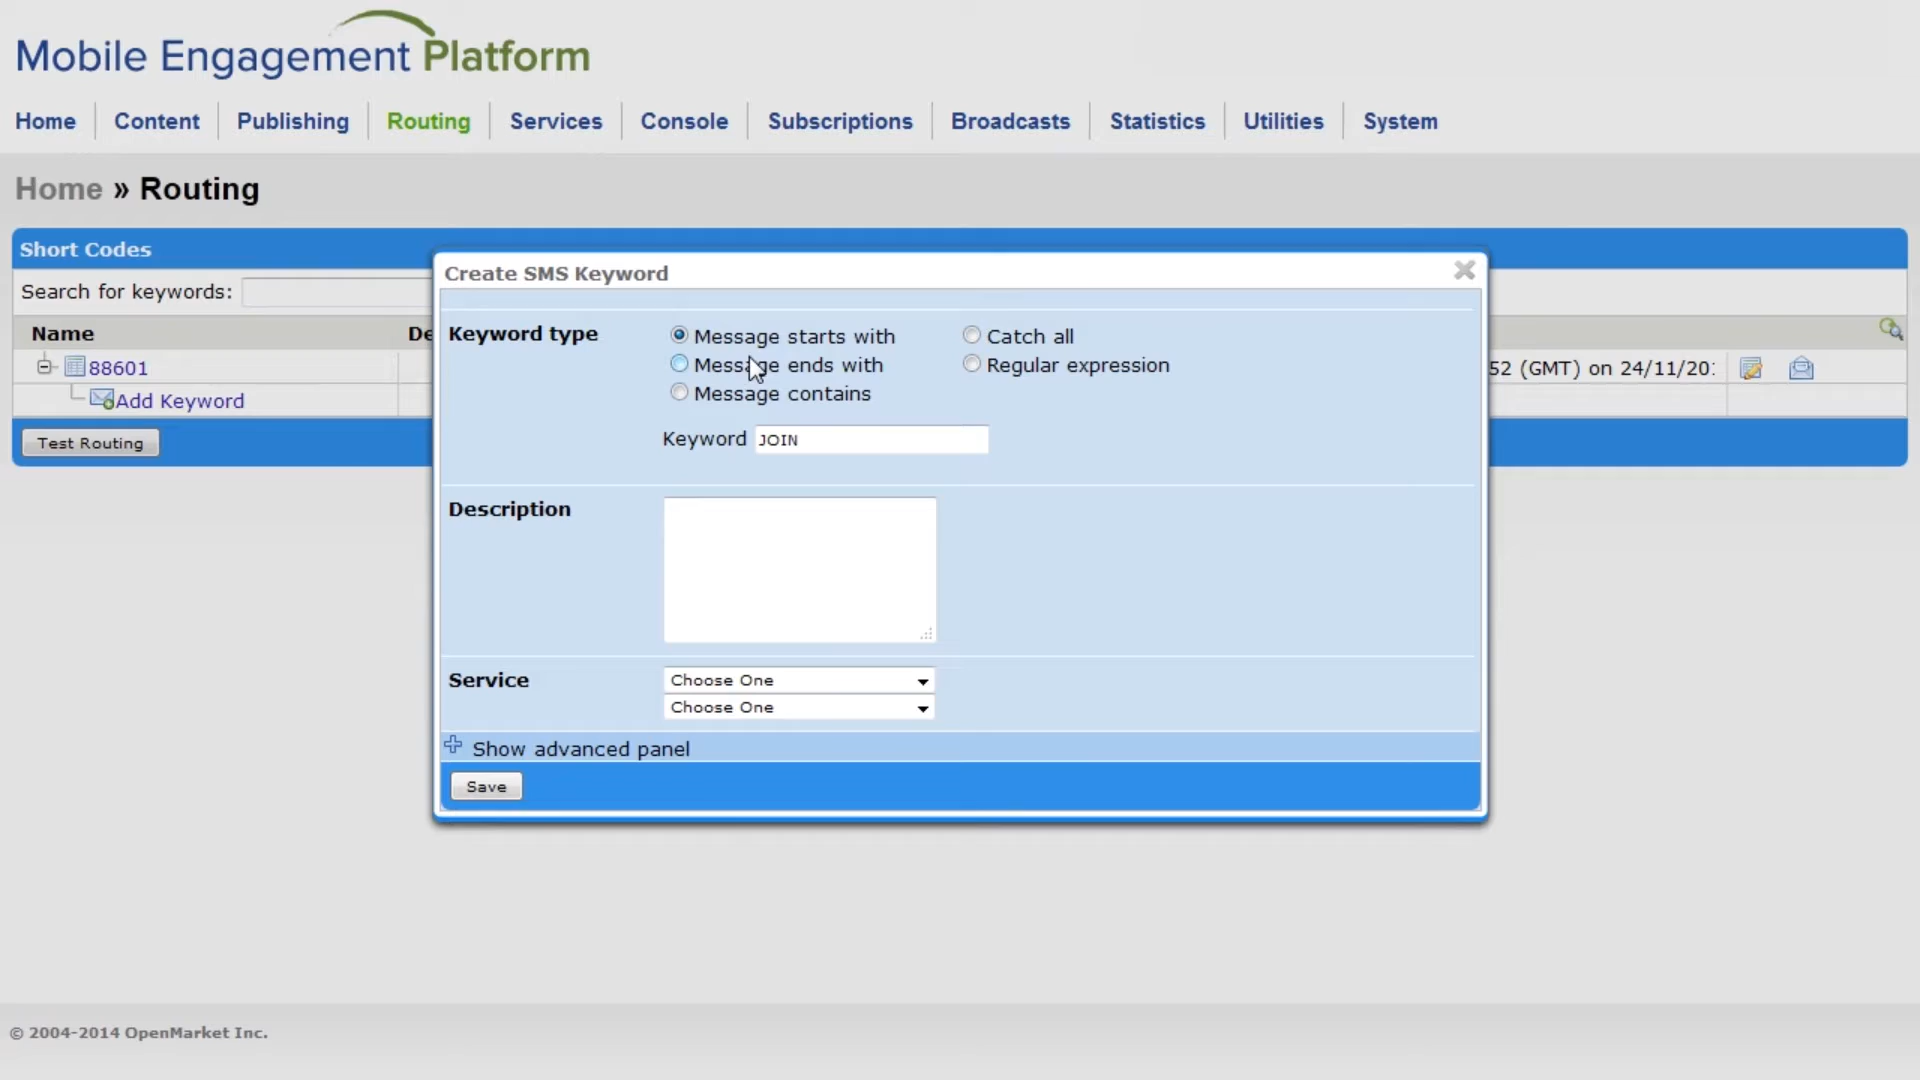 Mobile Engagement Platform
Home Content Publishing Routing Services Console Subscriptions Broadcasts Statistics Utilities System
Home » Routing
Short Codes
Search for keywords:
Name De
88601 52 (GMT) on 24/11/20
Add Keyword
Test Routing
Create SMS Keyword
Keyword type
Message starts with Catch all
Message ends with Regular expression
Message contains
Keyword JOIN
Description
Service Choose One
Choose One
Show advanced panel
Save
© 2004-2014 OpenMarket Inc.